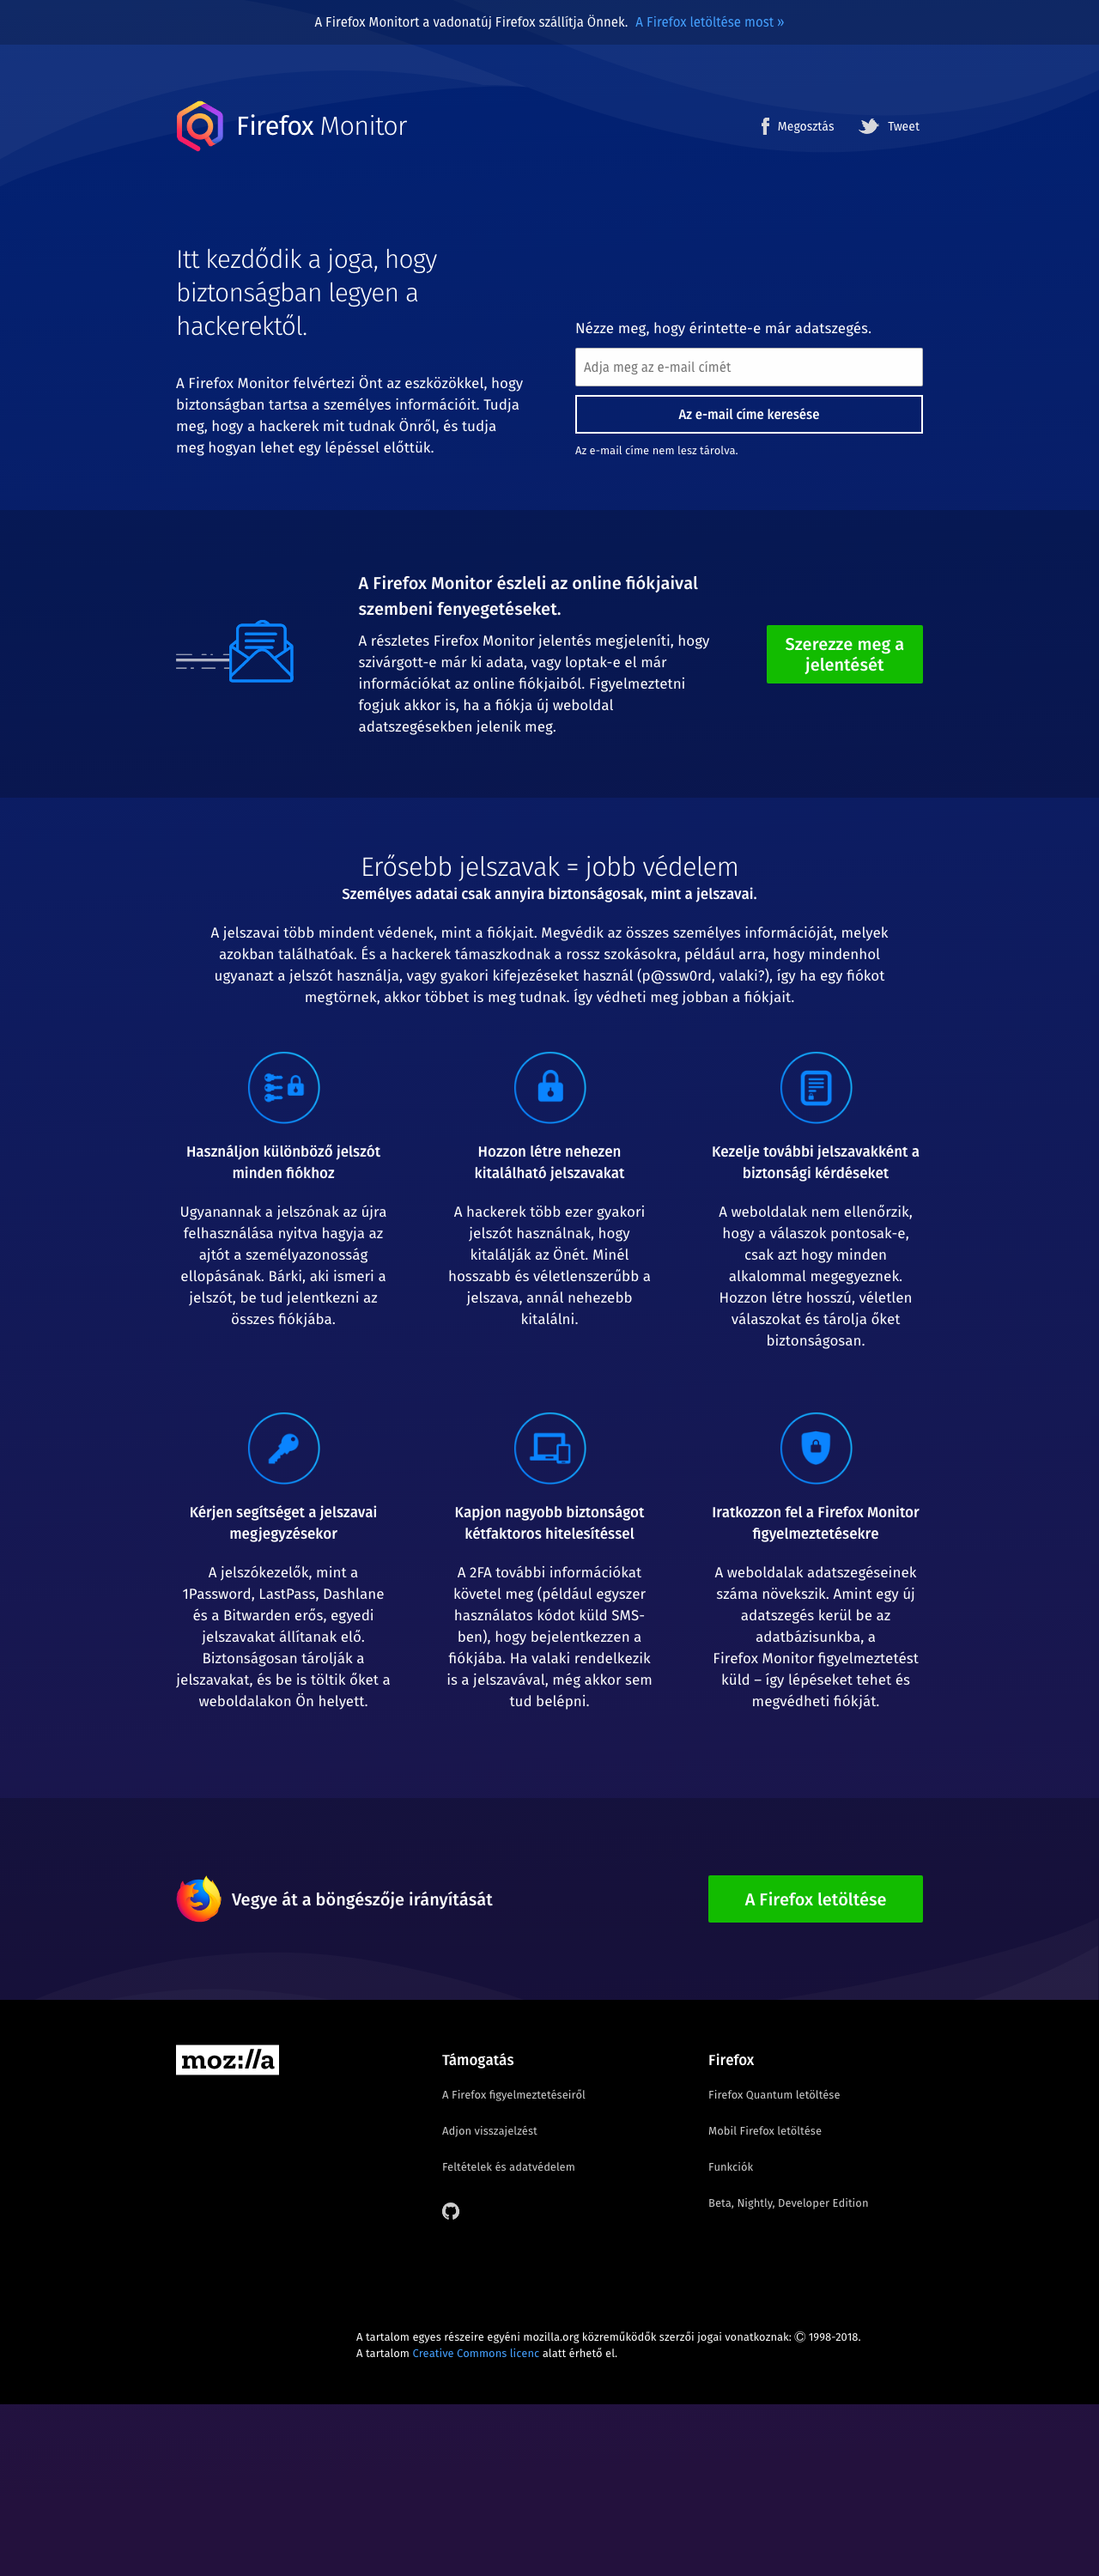 A Firefox Monitort a vadonatúj Firefox szállítja Önnek. A Firefox letöltése most »
Firefox Monitor
Megosztás
Tweet
Itt kezdődik a joga, hogy
biztonságban legyen a
hackerektől.
A Firefox Monitor felvértezi Önt az eszközökkel, hogy
biztonságban tartsa a személyes információit. Tudja
meg, hogy a hackerek mit tudnak Önről, és tudja
meg hogyan lehet egy lépéssel előttük.
Nézze meg, hogy érintette-e már adatszegés.
Adja meg az e-mail címét
Az e-mail címe keresése
Az e-mail címe nem lesz tárolva.
A Firefox Monitor észleli az online fiókjaival
szembeni fenyegetéseket.
A részletes Firefox Monitor jelentés megjeleníti, hogy
szivárgott-e már ki adata, vagy loptak-e el már
információkat az online fiókjaiból. Figyelmeztetni
fogjuk akkor is, ha a fiókja új weboldal
adatszegésekben jelenik meg.
Szerezze meg a
jelentését
Erősebb jelszavak = jobb védelem
Személyes adatai csak annyira biztonságosak, mint a jelszavai.
A jelszavai több mindent védenek, mint a fiókjait. Megvédik az összes személyes információját, melyek
azokban találhatóak. És a hackerek támaszkodnak a rossz szokásokra, például arra, hogy mindenhol
ugyanazt a jelszót használja, vagy gyakori kifejezéseket használ (p@ssw0rd, valaki?), így ha egy fiókot
megtörnek, akkor többet is meg tudnak. Így védheti meg jobban a fiókjait.
Használjon különböző jelszót
minden fiókhoz
Ugyanannak a jelszónak az újra
felhasználása nyitva hagyja az
ajtót a személyazonosság
ellopásának. Bárki, aki ismeri a
jelszót, be tud jelentkezni az
összes fiókjába.
Hozzon létre nehezen
kitalálható jelszavakat
A hackerek több ezer gyakori
jelszót használnak, hogy
kitalálják az Önét. Minél
hosszabb és véletlenszerűbb a
jelszava, annál nehezebb
kitalálni.
Kezelje további jelszavakként a
biztonsági kérdéseket
A weboldalak nem ellenőrzik,
hogy a válaszok pontosak-e,
csak azt hogy minden
alkalommal megegyeznek.
Hozzon létre hosszú, véletlen
válaszokat és tárolja őket
biztonságosan.
Kérjen segítséget a jelszavai
megjegyzésekor
A jelszókezelők, mint a
1Password, LastPass, Dashlane
és a Bitwarden erős, egyedi
jelszavakat állítanak elő.
Biztonságosan tárolják a
jelszavakat, és be is töltik őket a
weboldalakon Ön helyett.
Kapjon nagyobb biztonságot
kétfaktoros hitelesítéssel
A 2FA további információkat
követel meg (például egyszer
használatos kódot küld SMS-
ben), hogy bejelentkezzen a
fiókjába. Ha valaki rendelkezik
is a jelszavával, még akkor sem
tud belépni.
Iratkozzon fel a Firefox Monitor
figyelmeztetésekre
A weboldalak adatszegéseinek
száma növekszik. Amint egy új
adatszegés kerül be az
adatbázisunkba, a
Firefox Monitor figyelmeztetést
küld – így lépéseket tehet és
megvédheti fiókját.
Vegye át a böngészője irányítását
A Firefox letöltése
moz://a
Támogatás
A Firefox figyelmeztetéseiről
Adjon visszajelzést
Feltételek és adatvédelem
Firefox
Firefox Quantum letöltése
Mobil Firefox letöltése
Funkciók
Beta, Nightly, Developer Edition
A tartalom egyes részeire egyéni mozilla.org közreműködők szerzői jogai vonatkoznak: © 1998-2018.
A tartalom Creative Commons licenc alatt érhető el.